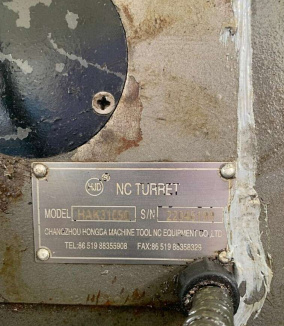 NC TURRET
MODEL S/N
CHANGZHOU HONGDA MACHINE TOOL NC EQUIPMENT CO.,LTD
TEL:86 519 88355908 FAX:86 519 88358329